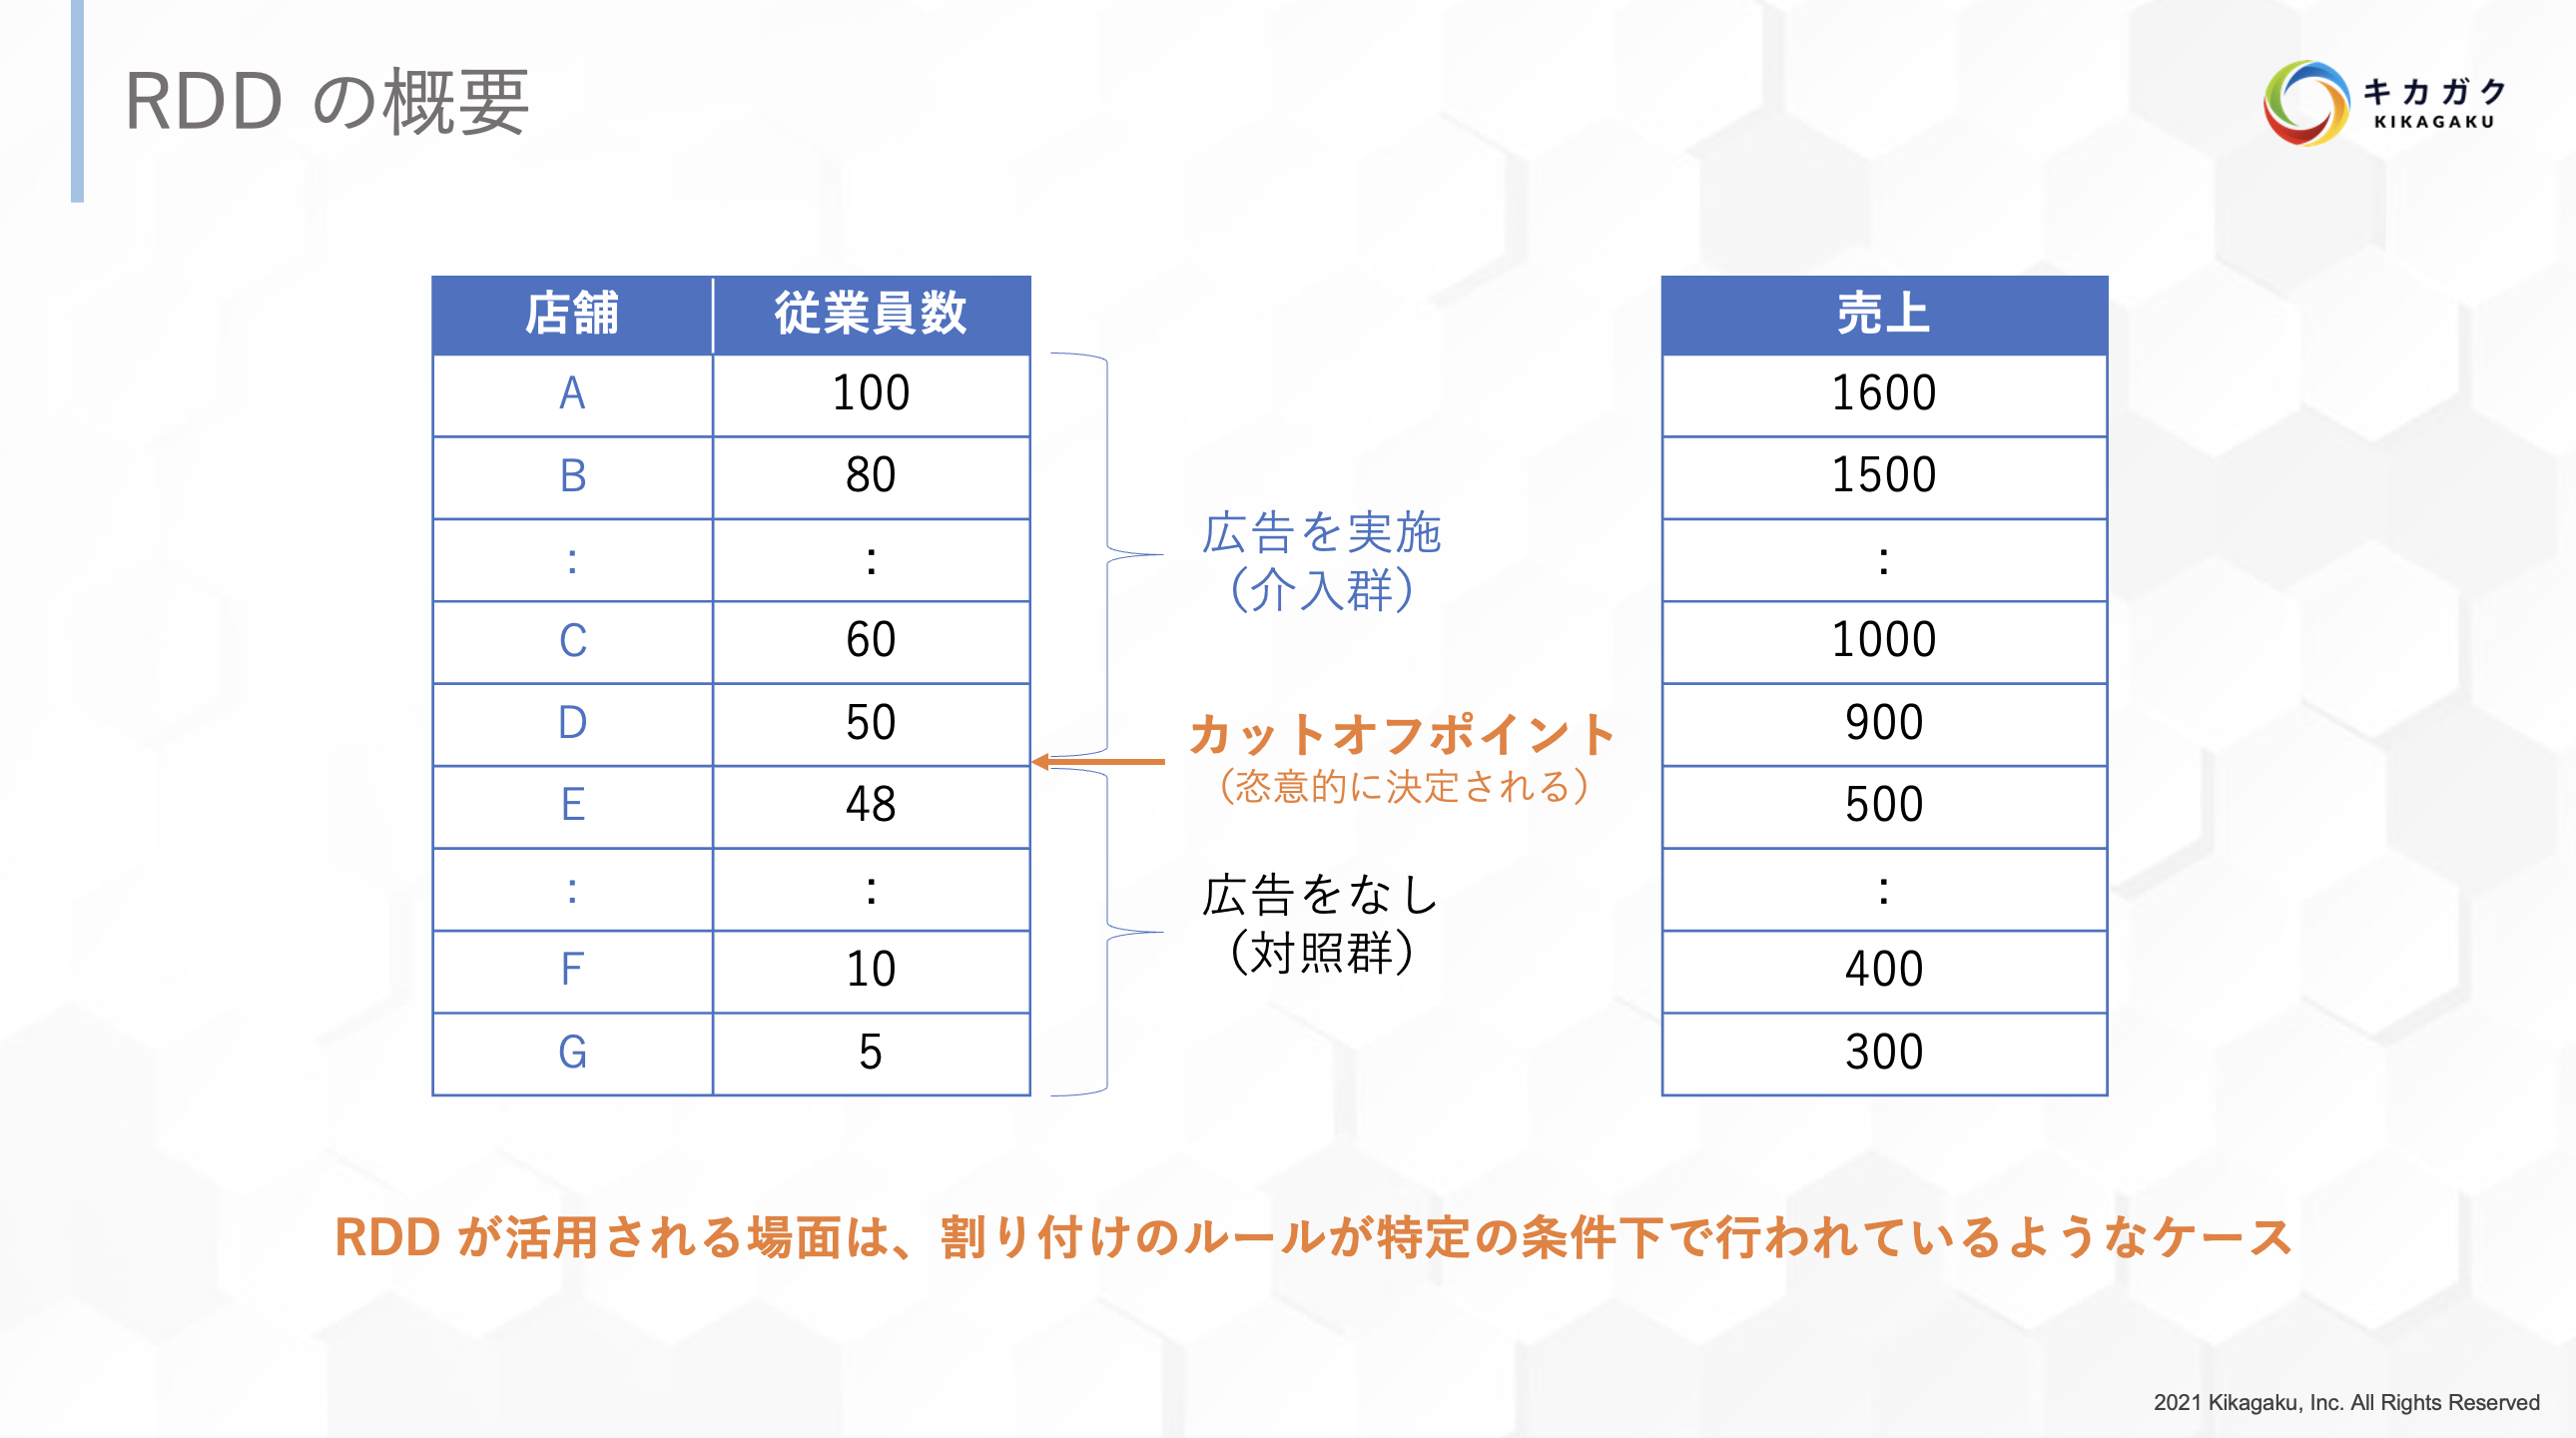 RDD の概要
キカガク
KIKAGAKU
店舗 従業員数
A 100
B 80
: :
C 60
D 50
E 48
: :
F 10
G 5
広告を実施
（介入群）
カットオフポイント
（恣意的に決定される）
広告をなし
（対照群）
売上
1600
1500
:
1000
900
500
:
400
300
RDD が活用される場面は、割り付けのルールが特定の条件下で行われているようなケース
2021 Kikagaku, Inc. All Rights Reserved